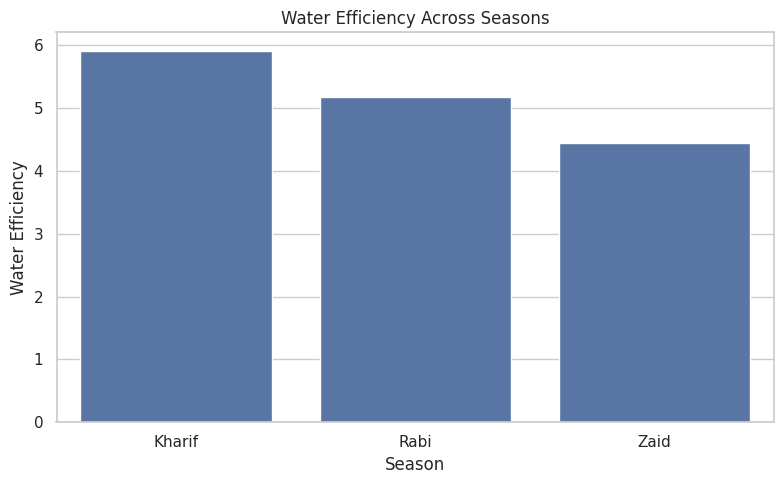 Water Efficiency Across Seasons
6
5
4
3
2
1
0
Water Efficiency
Kharif
Rabi
Zaid
Season